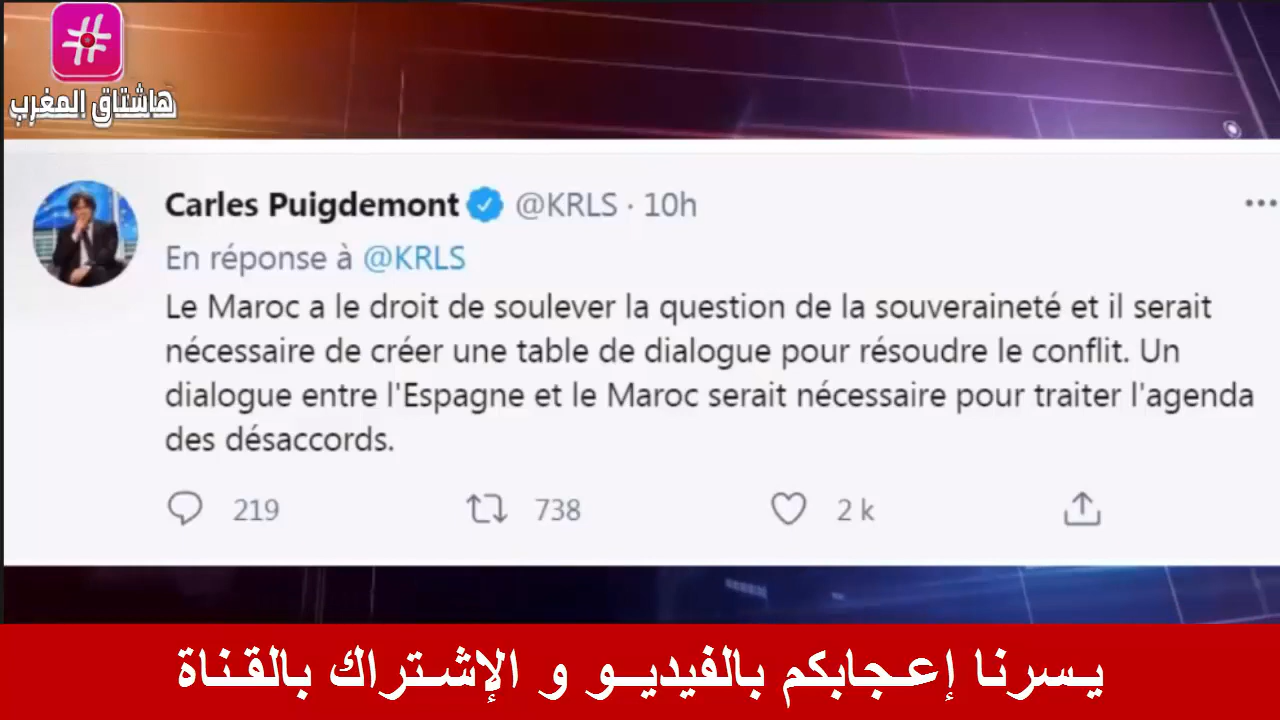 #
هاشتاق المغرب
Carles Puigdemont @KRLS · 10h
En réponse à @KRLS
Le Maroc a le droit de soulever la question de la souveraineté et il serait
nécessaire de créer une table de dialogue pour résoudre le conflit. Un
dialogue entre l'Espagne et le Maroc serait nécessaire pour traiter l'agenda
des désaccords.
219 738 2 k
يسرنا إعجابكم بالفيديو و الإشتراك بالقناة